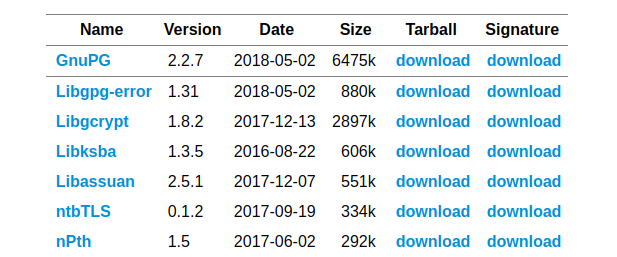 Name Version Date Size Tarball Signature
GnuPG 2.2.7 2018-05-02 6475k download download
Libgpg-error 1.31 2018-05-02 880k download download
Libgcrypt 1.8.2 2017-12-13 2897k download download
Libksba 1.3.5 2016-08-22 606k download download
Libassuan 2.5.1 2017-12-07 551k download download
ntbTLS 0.1.2 2017-09-19 334k download download
nPth 1.5 2017-06-02 292k download download